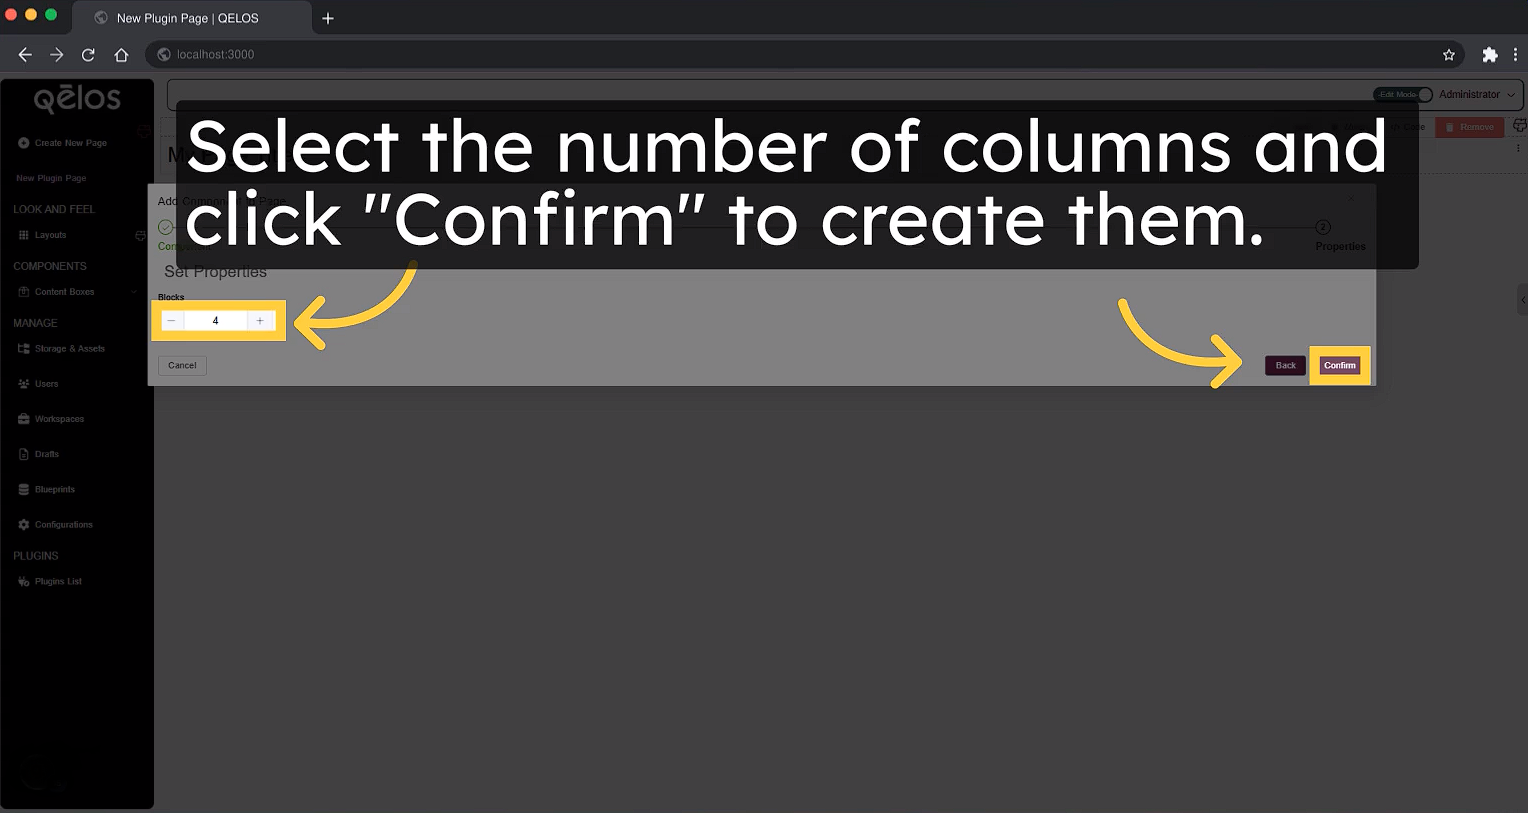 New Plugin Page | QELOS
localhost:3000
qēlos
Edit Mode
Administrator
Create New Page
Remove
Select the number of columns and
click "Confirm" to create them.
New Plugin Page
LOOK AND FEEL
Layouts
2
Properties
COMPONENTS
Set Properties
Content Boxes
Blocks
4
MANAGE
Storage & Assets
Cancel
Back
Confirm
Users
Workspaces
Drafts
Blueprints
Configurations
PLUGINS
Plugins List